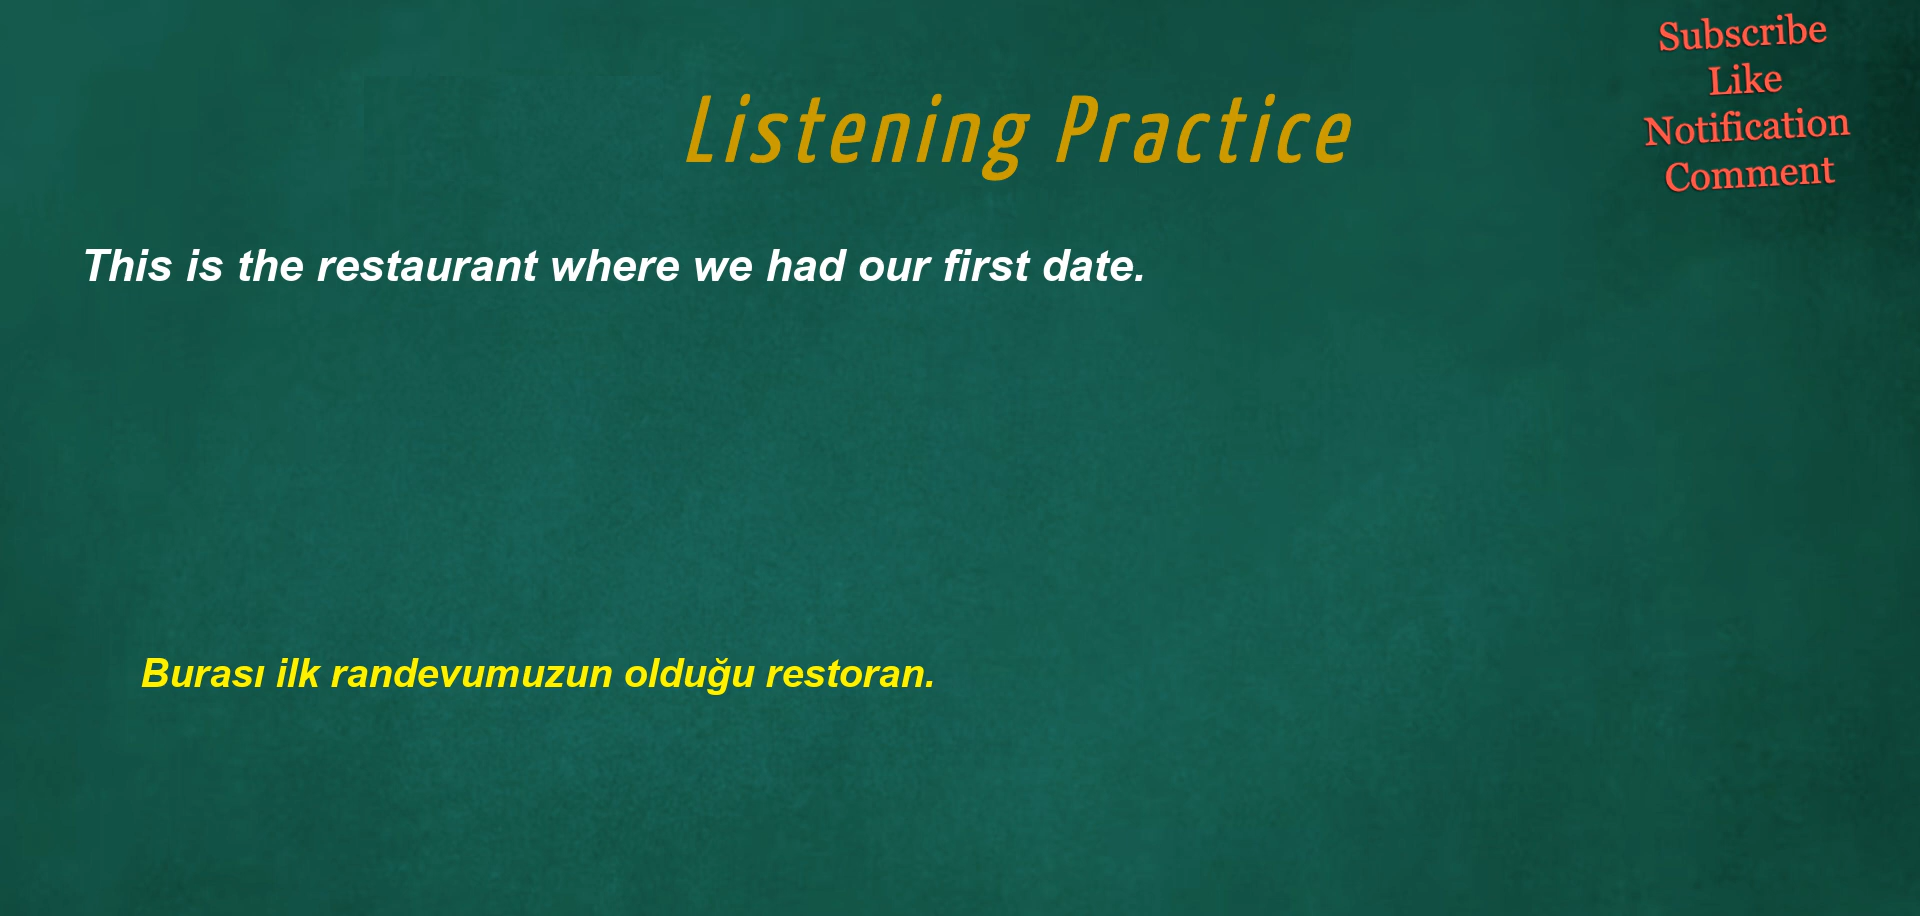 Listening Practice
Subscribe
Like
Notification
Comment
This is the restaurant where we had our first date.
Burası ilk randevumuzun olduğu restoran.